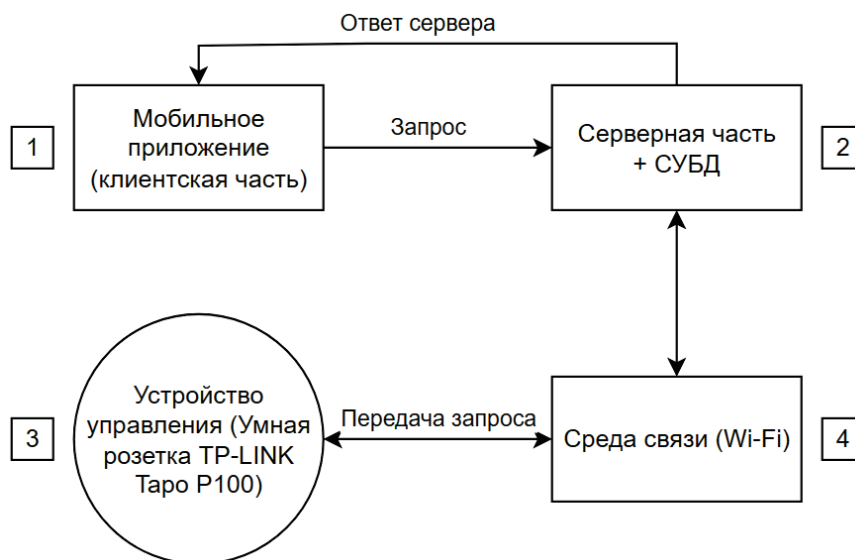 Ответ сервера
1
Мобильное
приложение
(клиентская часть)
Запрос
Серверная часть
+ СУБД
2
3
Устройство
управления (Умная
розетка TP-LINK
Tapo P100)
Передача запроса
Среда связи (Wi-Fi)
4